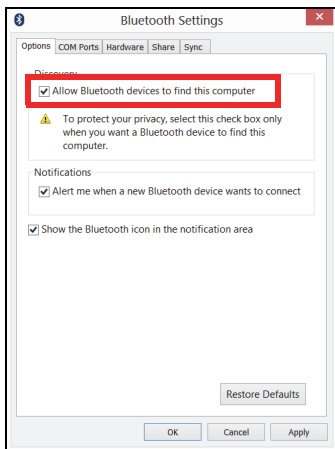 Bluetooth Settings
Options COM Ports Hardware Share Sync
Discovery
Allow Bluetooth devices to find this computer
To protect your privacy, select this check box only
when you want a Bluetooth device to find this
computer.
Notifications
Alert me when a new Bluetooth device wants to connect
Show the Bluetooth icon in the notification area
Restore Defaults
OK Cancel Apply